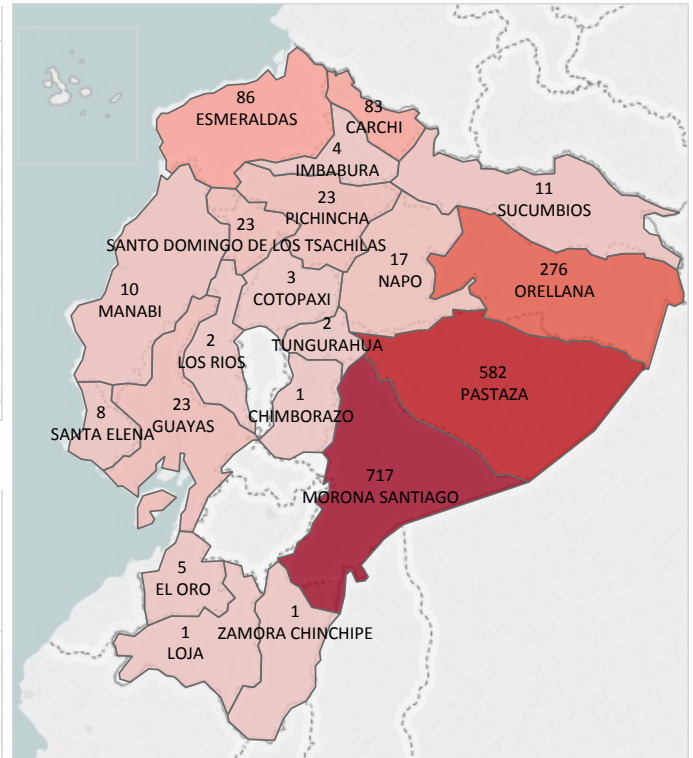 86
ESMERALDAS
83
CARCHI
4
IMBABURA
11
SUCUMBIOS
23
PICHINCHA
23
SANTO DOMINGO DE LOS TSACHILAS
17
NAPO
276
ORELLANA
3
COTOPAXI
10
MANABI
2
TUNGURAHUA
2
LOS RIOS
582
PASTAZA
1
CHIMBORAZO
8
SANTA ELENA
23
GUAYAS
717
MORONA SANTIAGO
5
EL ORO
1
ZAMORA CHINCHIPE
1
LOJA